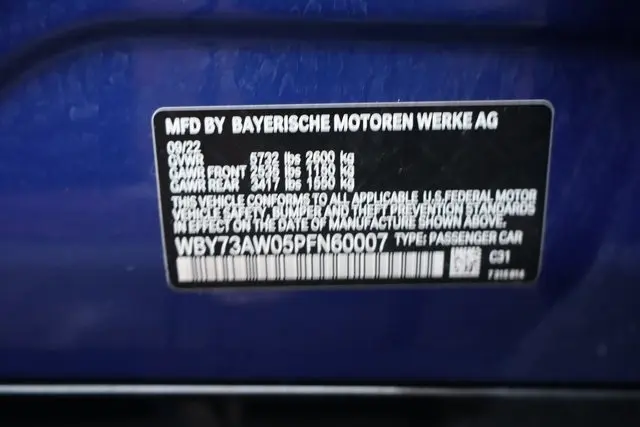 MFD BY BAYERISCHE MOTOREN WERKE AG
09/22
GVWR 5732 lbs 2600 kg
GAWR FRONT 2535 lbs 1150 kg
GAWR REAR 3417 lbs 1550 kg
THIS VEHICLE CONFORMS TO ALL APPLICABLE U.S. FEDERAL MOTOR
VEHICLE SAFETY, BUMPER AND THEFT PREVENTION STANDARDS
IN EFFECT ON THE DATE OF MANUFACTURE SHOWN ABOVE.
WBY73AW05PFN60007 TYPE: PASSENGER CAR
C31